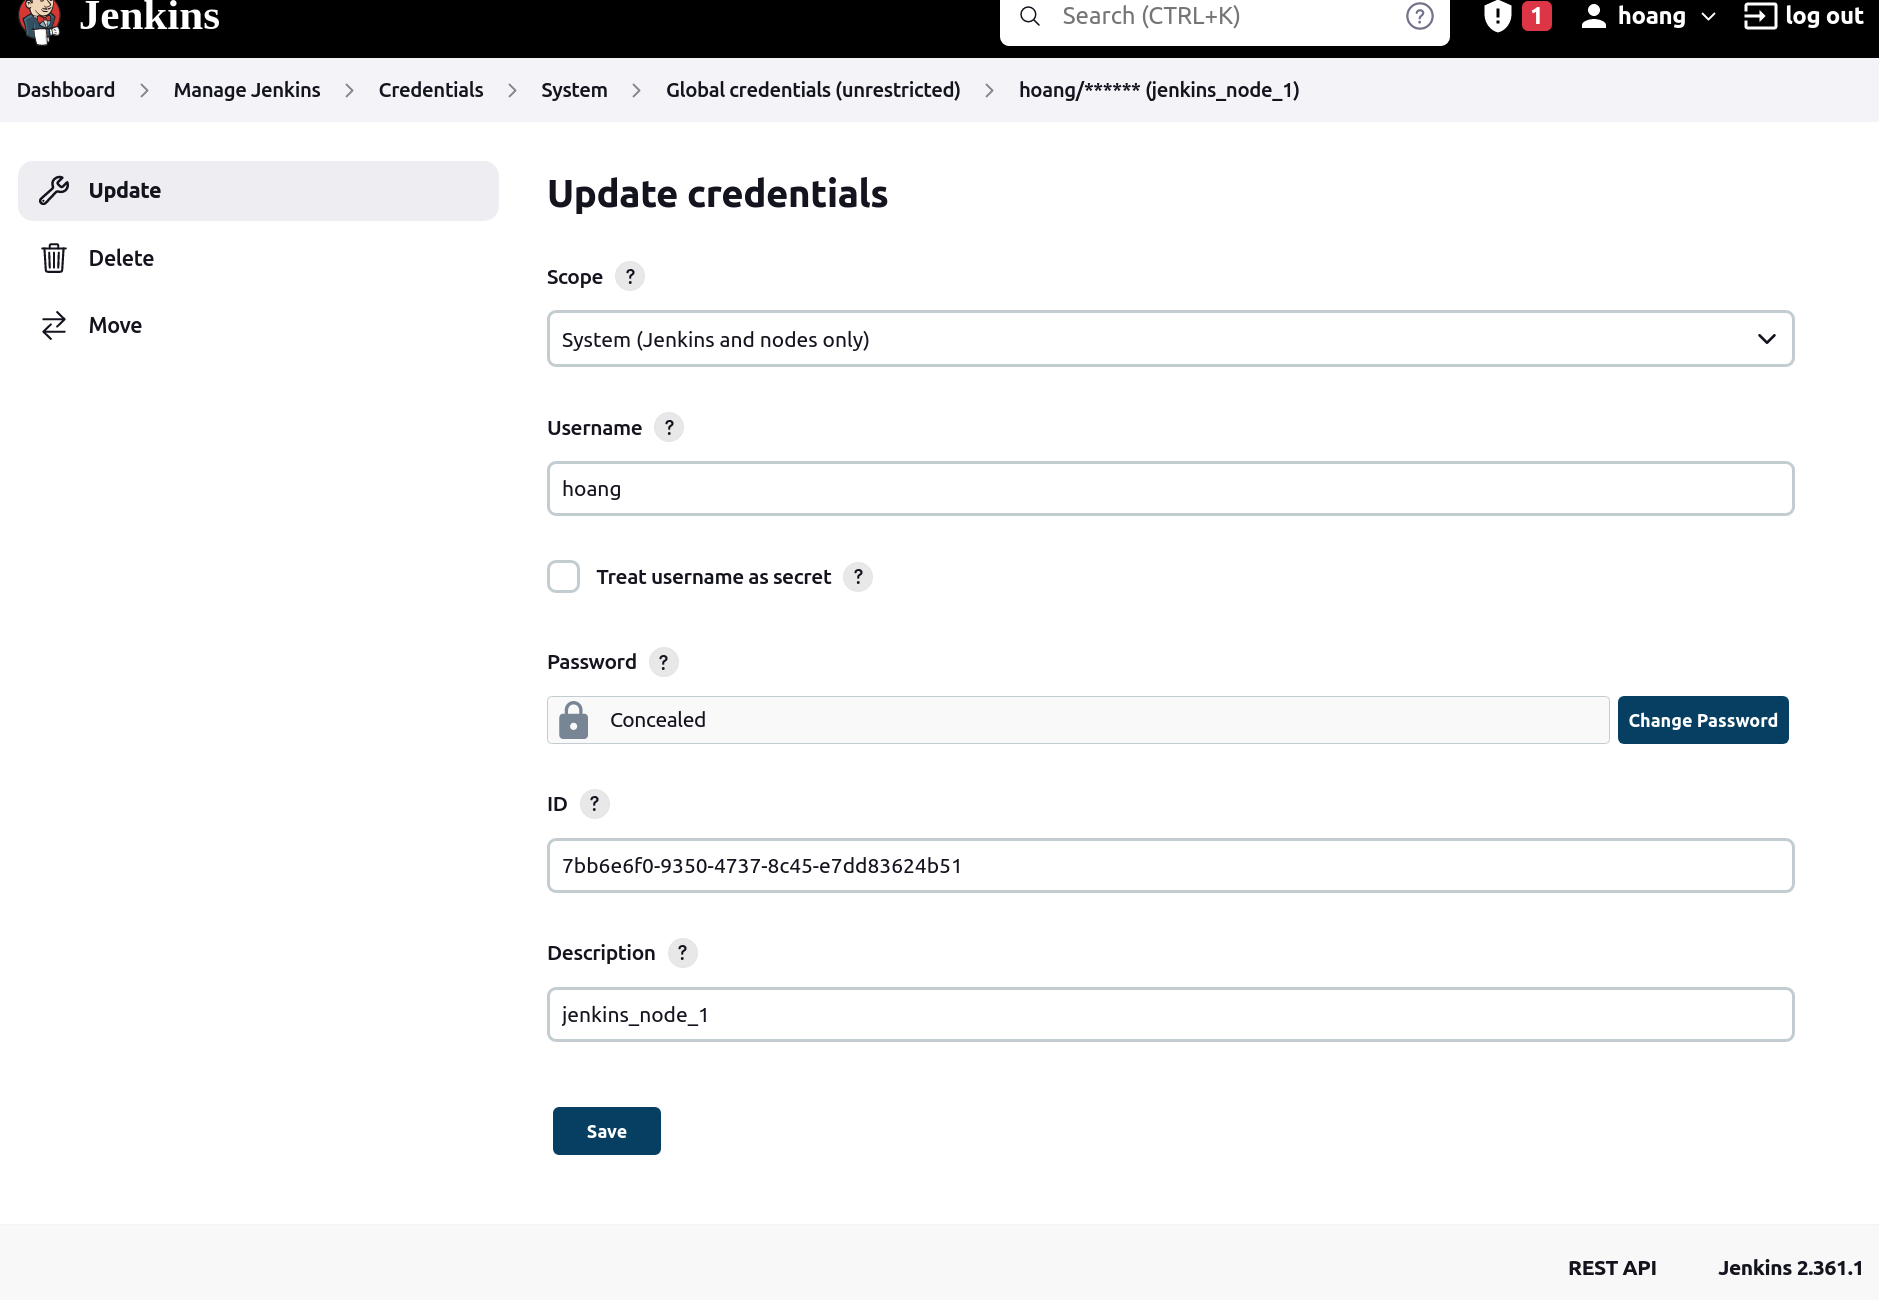 Jenkins
Search (CTRL+K) ?
! 1
hoang
log out
Dashboard > Manage Jenkins > Credentials > System > Global credentials (unrestricted) > hoang/****** (jenkins_node_1)
Update
Delete
Move
Update credentials
Scope ?
System (Jenkins and nodes only)
Username ?
hoang
Treat username as secret ?
Password ?
Concealed
Change Password
ID ?
7bb6e6f0-9350-4737-8c45-e7dd83624b51
Description ?
jenkins_node_1
Save
REST API
Jenkins 2.361.1